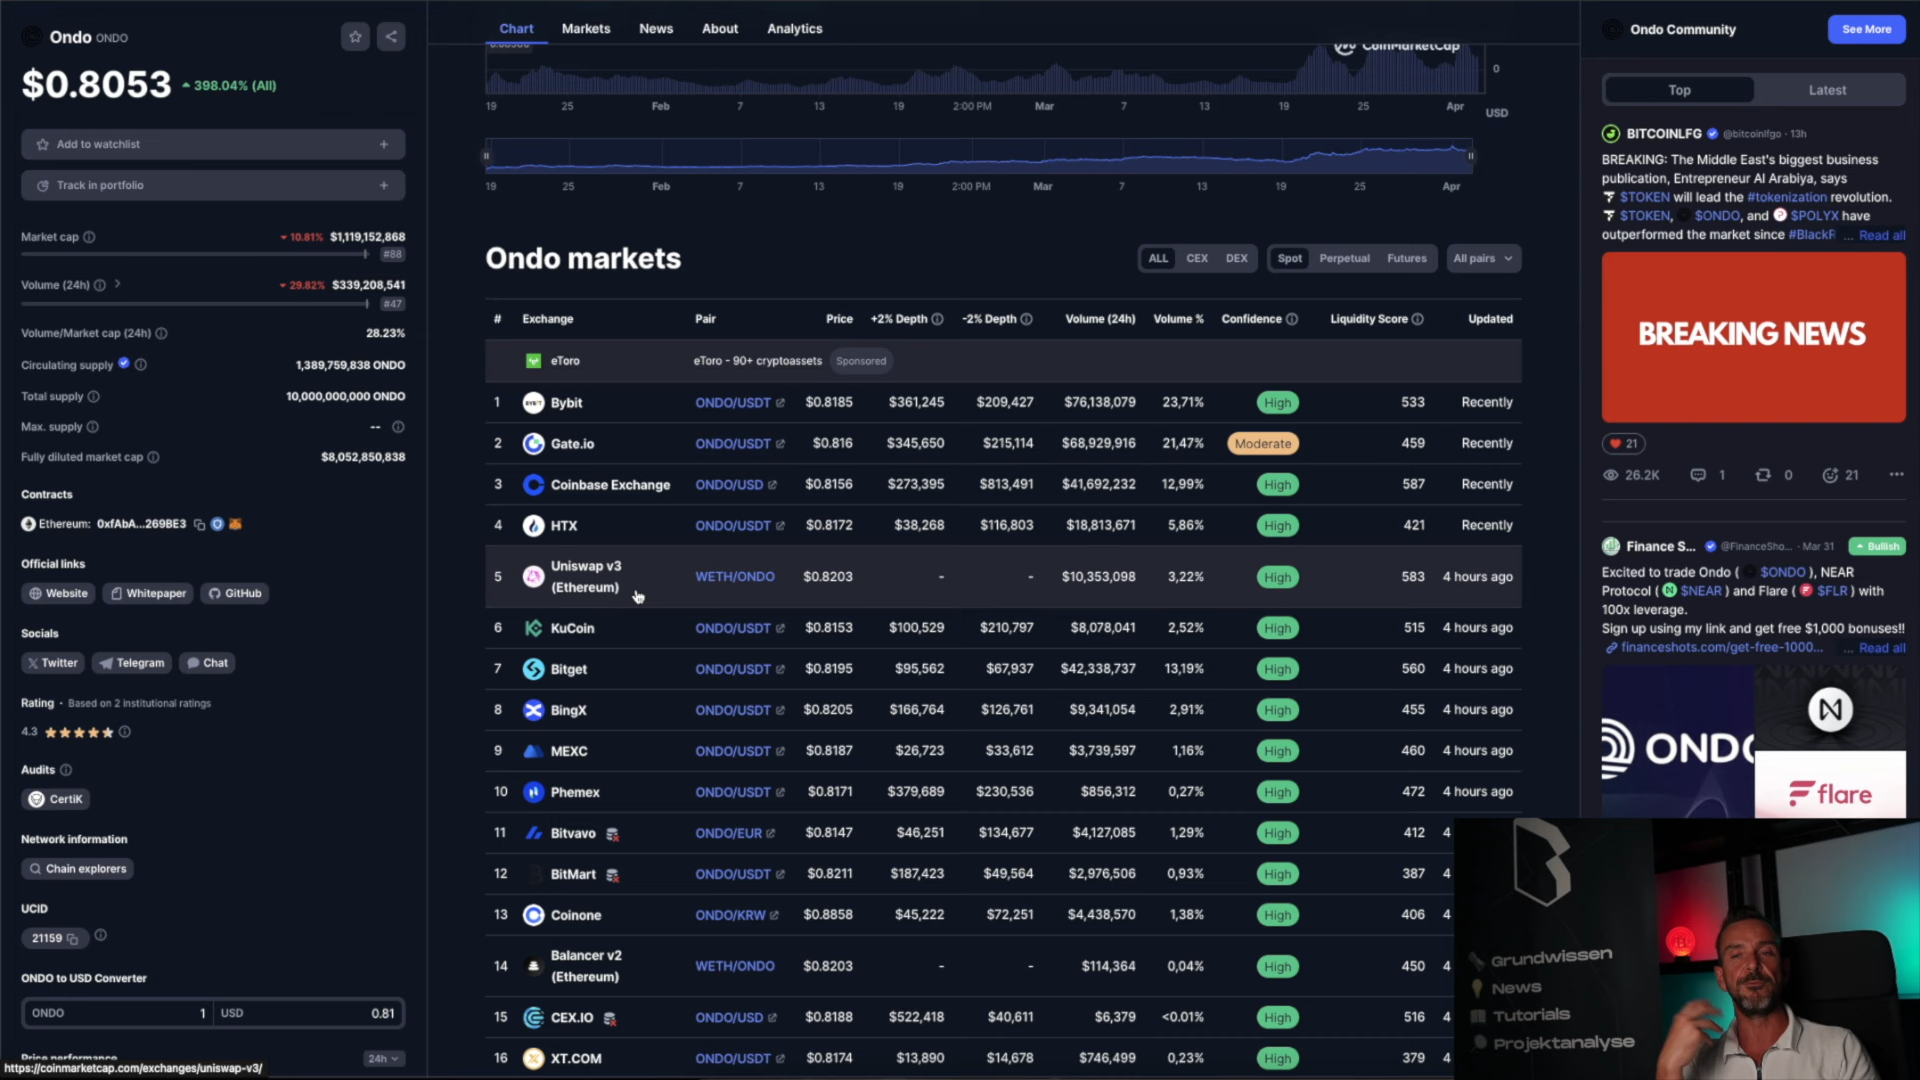 Ondo ONDO
$0.8053 398.04% (All)
Add to watchlist +
Track in portfolio +
Market cap 10.81% $1,119,152,868
#88
Volume (24h) 29.82% $339,208,541
#47
Volume/Market cap (24h) 28.23%
Circulating supply 1,389,759,838 ONDO
Total supply 10,000,000,000 ONDO
Max. supply --
Fully diluted market cap $8,052,850,838
Contracts
Ethereum: 0xfAbA...269BE3
Official links
Website Whitepaper GitHub
Socials
Twitter Telegram Chat
Rating · Based on 2 institutional ratings
4.3
Audits
CertiK
Network information
Chain explorers
UCID
21159
ONDO to USD Converter
ONDO 1 USD 0.81
Price performance 24h
https://coinmarketcap.com/exchanges/uniswap-v3/
Chart Markets News About Analytics
CoinMarketCap
0
19 25 Feb 7 13 19 2:00 PM Mar 7 13 19 25 Apr
USD
19 25 Feb 7 13 19 2:00 PM Mar 7 13 19 25 Apr
Ondo markets
ALL CEX DEX Spot Perpetual Futures All pairs
# Exchange Pair Price +2% Depth -2% Depth Volume (24h) Volume % Confidence Liquidity Score Updated
eToro eToro - 90+ cryptoassets Sponsored
1 Bybit ONDO/USDT $0.8185 $361,245 $209,427 $76,138,079 23,71% High 533 Recently
2 Gate.io ONDO/USDT $0.816 $345,650 $215,114 $68,929,916 21,47% Moderate 459 Recently
3 Coinbase Exchange ONDO/USD $0.8156 $273,395 $813,491 $41,692,232 12,99% High 587 Recently
4 HTX ONDO/USDT $0.8172 $38,268 $116,803 $18,813,671 5,86% High 421 Recently
5 Uniswap v3 (Ethereum) WETH/ONDO $0.8203 - - $10,353,098 3,22% High 583 4 hours ago
6 KuCoin ONDO/USDT $0.8153 $100,529 $210,797 $8,078,041 2,52% High 515 4 hours ago
7 Bitget ONDO/USDT $0.8195 $95,562 $67,937 $42,338,737 13,19% High 560 4 hours ago
8 BingX ONDO/USDT $0.8205 $166,764 $126,761 $9,341,054 2,91% High 455 4 hours ago
9 MEXC ONDO/USDT $0.8187 $26,723 $33,612 $3,739,597 1,16% High 460 4 hours ago
10 Phemex ONDO/USDT $0.8171 $379,689 $230,536 $856,312 0,27% High 472 4 hours ago
11 Bitvavo ONDO/EUR $0.8147 $46,251 $134,677 $4,127,085 1,29% High 412 4
12 BitMart ONDO/USDT $0.8211 $187,423 $49,564 $2,976,506 0,93% High 387 4
13 Coinone ONDO/KRW $0.8858 $45,222 $72,251 $4,438,570 1,38% High 406 4
14 Balancer v2 (Ethereum) WETH/ONDO $0.8203 - - $114,364 0,04% High 450 4
15 CEX.IO ONDO/USD $0.8188 $522,418 $40,611 $6,379 <0.01% High 516 4
16 XT.COM ONDO/USDT $0.8174 $13,890 $14,678 $746,499 0,23% High 379 4
Ondo Community See More
Top Latest
BITCOINLFG @bitcoinlfgo · 13h
BREAKING: The Middle East's biggest business
publication, Entrepreneur Al Arabiya, says
$TOKEN will lead the #tokenization revolution.
$TOKEN, $ONDO, and $POLYX have
outperformed the market since #BlackR ... Read all
BREAKING NEWS
21
26.2K 1 0 21
Finance S... @FinanceSho... · Mar 31 Bullish
Excited to trade Ondo ( $ONDO ), NEAR
Protocol ( $NEAR ) and Flare ( $FLR ) with
100x leverage.
Sign up using my link and get free $1,000 bonuses!!
financeshots.com/get-free-1000... ... Read all
ONDO
flare
Grundwissen
News
Tutorials
Projektanalyse